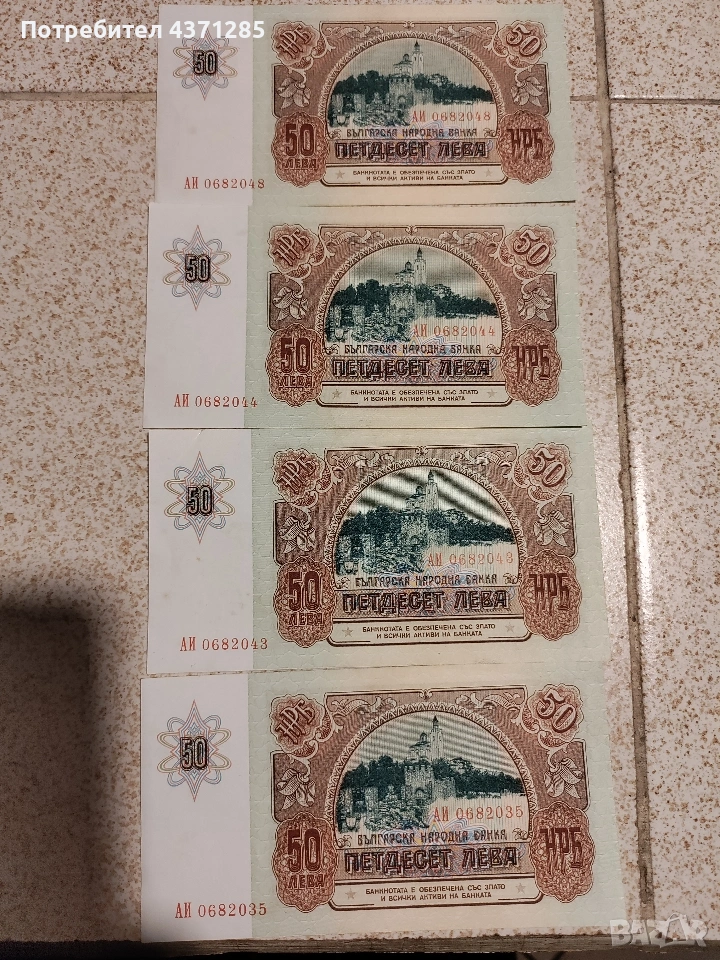 Потребител 4371285
50
НРБ
50
АИ 0682048
БЪЛГАРСКА НАРОДНА БАНКА
50
ЛЕВА
ПЕТДЕСЕТ ЛЕВА
НРБ
БАНКНОТАТА Е ОБЕЗПЕЧЕНА СЪС ЗЛАТО
И ВСИЧКИ АКТИВИ НА БАНКАТА
АИ 0682048
50
НРБ
50
АИ 0682044
БЪЛГАРСКА НАРОДНА БАНКА
50
ЛЕВА
ПЕТДЕСЕТ ЛЕВА
НРБ
БАНКНОТАТА Е ОБЕЗПЕЧЕНА СЪС ЗЛАТО
И ВСИЧКИ АКТИВИ НА БАНКАТА
АИ 0682044
50
НРБ
50
АИ 0682043
БЪЛГАРСКА НАРОДНА БАНКА
50
ЛЕВА
ПЕТДЕСЕТ ЛЕВА
НРБ
БАНКНОТАТА Е ОБЕЗПЕЧЕНА СЪС ЗЛАТО
И ВСИЧКИ АКТИВИ НА БАНКАТА
АИ 0682043
50
НРБ
50
АИ 0682035
БЪЛГАРСКА НАРОДНА БАНКА
50
ЛЕВА
ПЕТДЕСЕТ ЛЕВА
НРБ
БАНКНОТАТА Е ОБЕЗПЕЧЕНА СЪС ЗЛАТО
И ВСИЧКИ АКТИВИ НА БАНКАТА
АИ 0682035
BAZAR